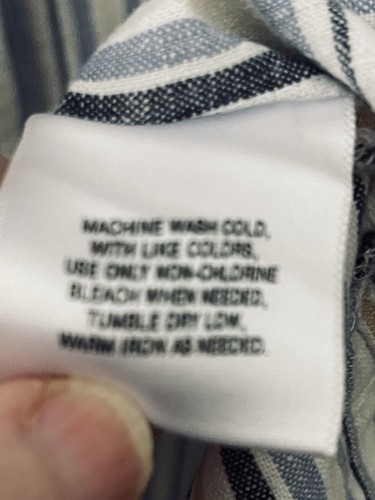 MACHINE WASH COLD,
WITH LIKE COLORS,
USE ONLY NON-CHLORINE
BLEACH WHEN NEEDED,
TUMBLE DRY LOW,
WARM IRON AS NEEDED.